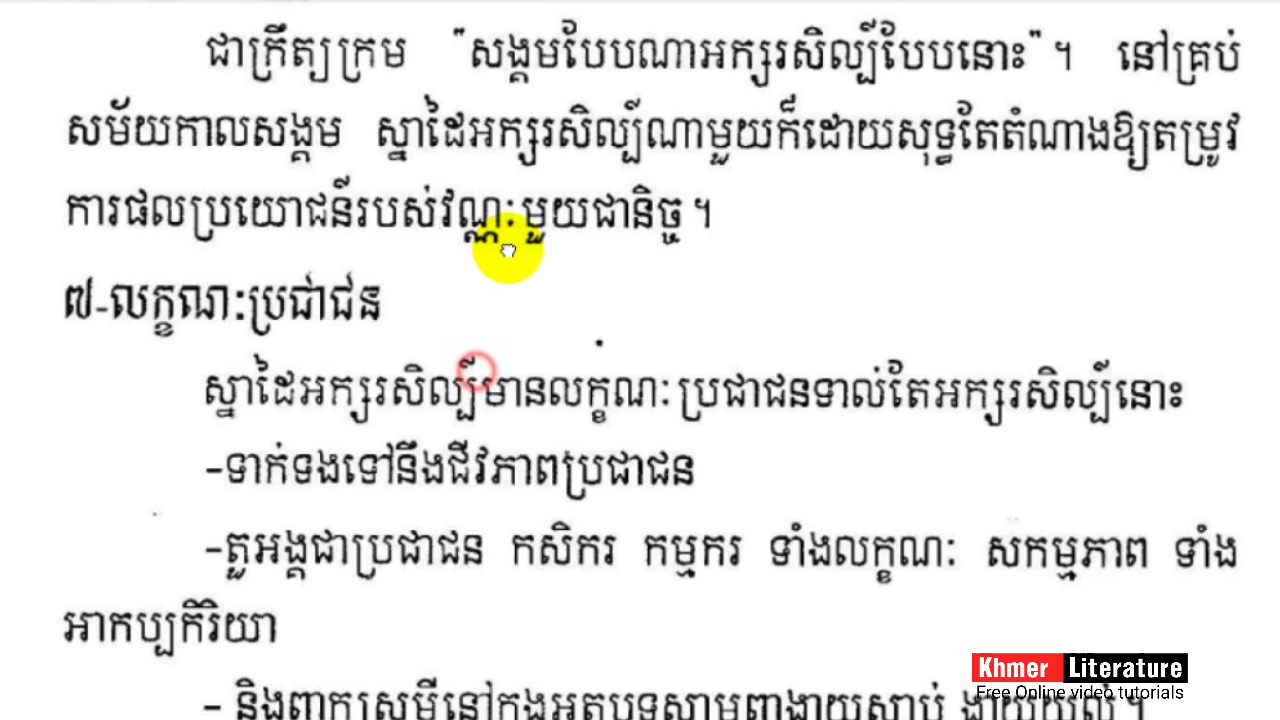 ជាក្រឹត្យក្រម "សង្គមបែបណាអក្សរសិល្ប៍បែបនោះ"។ នៅគ្រប់
សម័យកាលសង្គម ស្នាដៃអក្សរសិល្ប៍ណាមួយក៏ដោយសុទ្ធតែតំណាងឱ្យតម្រូវ
ការផលប្រយោជន៍របស់វណ្ណៈមួយជានិច្ច។
៧-លក្ខណៈប្រជាជន
ស្នាដៃអក្សរសិល្ប៍មានលក្ខណៈប្រជាជនទាល់តែអក្សរសិល្ប៍នោះ
-ទាក់ទងទៅនឹងជីវភាពប្រជាជន
-តួអង្គជាប្រជាជន កសិករ កម្មករ ទាំងលក្ខណៈ សកម្មភាព ទាំង
អាកប្បកិរិយា
Khmer Literature
Free Online video tutorials